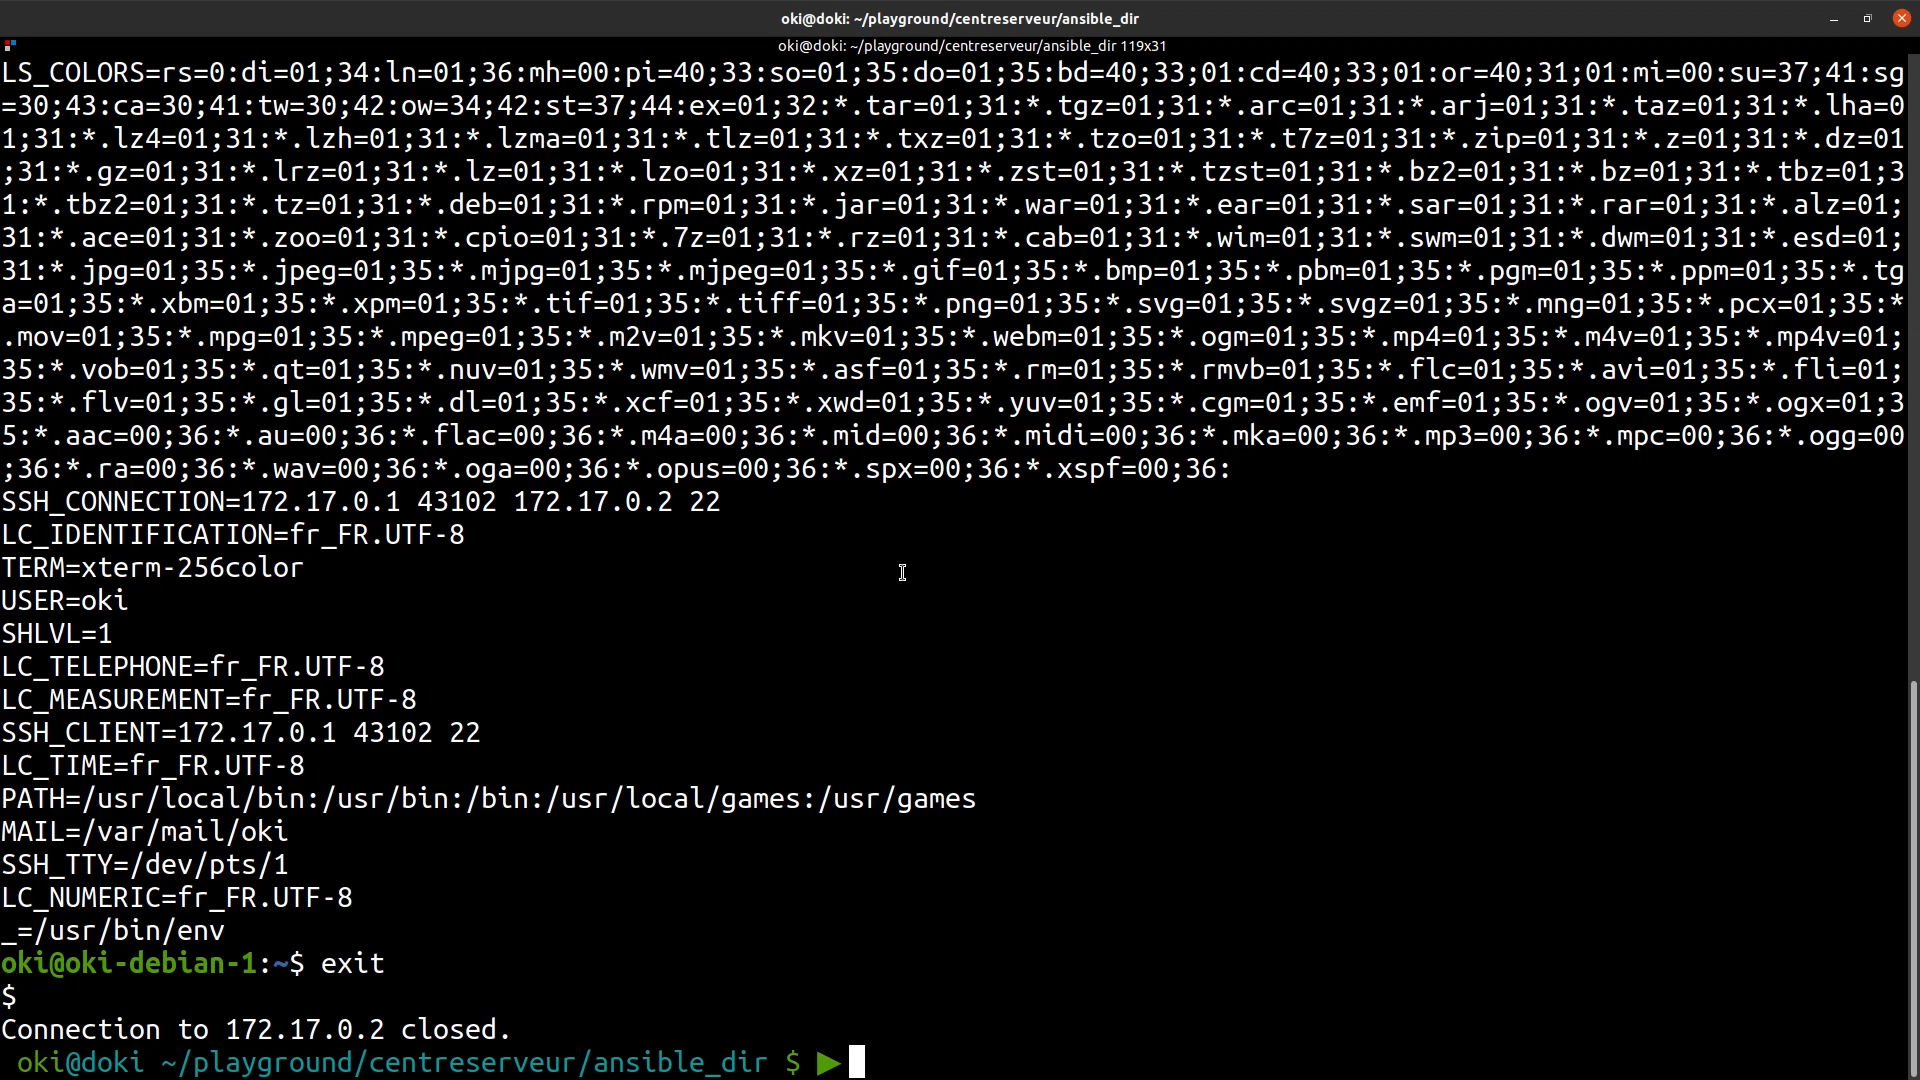 oki@doki: ~/playground/centreserveur/ansible_dir
oki@doki: ~/playground/centreserveur/ansible_dir 119x31
LS_COLORS=rs=0:di=01;34:ln=01;36:mh=00:pi=40;33:so=01;35:do=01;35:bd=40;33;01:cd=40;33;01:or=40;31;01:mi=00:su=37;41:sg
=30;43:ca=30;41:tw=30;42:ow=34;42:st=37;44:ex=01;32:*.tar=01;31:*.tgz=01;31:*.arc=01;31:*.arj=01;31:*.taz=01;31:*.lha=0
1;31:*.lz4=01;31:*.lzh=01;31:*.lzma=01;31:*.tlz=01;31:*.txz=01;31:*.tzo=01;31:*.t7z=01;31:*.zip=01;31:*.z=01;31:*.dz=01
;31:*.gz=01;31:*.lrz=01;31:*.lz=01;31:*.lzo=01;31:*.xz=01;31:*.zst=01;31:*.tzst=01;31:*.bz2=01;31:*.bz=01;31:*.tbz=01;3
1:*.tbz2=01;31:*.tz=01;31:*.deb=01;31:*.rpm=01;31:*.jar=01;31:*.war=01;31:*.ear=01;31:*.sar=01;31:*.rar=01;31:*.alz=01;
31:*.ace=01;31:*.zoo=01;31:*.cpio=01;31:*.7z=01;31:*.rz=01;31:*.cab=01;31:*.wim=01;31:*.swm=01;31:*.dwm=01;31:*.esd=01;
31:*.jpg=01;35:*.jpeg=01;35:*.mjpg=01;35:*.mjpeg=01;35:*.gif=01;35:*.bmp=01;35:*.pbm=01;35:*.pgm=01;35:*.ppm=01;35:*.tg
a=01;35:*.xbm=01;35:*.xpm=01;35:*.tif=01;35:*.tiff=01;35:*.png=01;35:*.svg=01;35:*.svgz=01;35:*.mng=01;35:*.pcx=01;35:*
.mov=01;35:*.mpg=01;35:*.mpeg=01;35:*.m2v=01;35:*.mkv=01;35:*.webm=01;35:*.ogm=01;35:*.mp4=01;35:*.m4v=01;35:*.mp4v=01;
35:*.vob=01;35:*.qt=01;35:*.nuv=01;35:*.wmv=01;35:*.asf=01;35:*.rm=01;35:*.rmvb=01;35:*.flc=01;35:*.avi=01;35:*.fli=01;
35:*.flv=01;35:*.gl=01;35:*.dl=01;35:*.xcf=01;35:*.xwd=01;35:*.yuv=01;35:*.cgm=01;35:*.emf=01;35:*.ogv=01;35:*.ogx=01;3
5:*.aac=00;36:*.au=00;36:*.flac=00;36:*.m4a=00;36:*.mid=00;36:*.midi=00;36:*.mka=00;36:*.mp3=00;36:*.mpc=00;36:*.ogg=00
;36:*.ra=00;36:*.wav=00;36:*.oga=00;36:*.opus=00;36:*.spx=00;36:*.xspf=00;36:
SSH_CONNECTION=172.17.0.1 43102 172.17.0.2 22
LC_IDENTIFICATION=fr_FR.UTF-8
TERM=xterm-256color
USER=oki
SHLVL=1
LC_TELEPHONE=fr_FR.UTF-8
LC_MEASUREMENT=fr_FR.UTF-8
SSH_CLIENT=172.17.0.1 43102 22
LC_TIME=fr_FR.UTF-8
PATH=/usr/local/bin:/usr/bin:/bin:/usr/local/games:/usr/games
MAIL=/var/mail/oki
SSH_TTY=/dev/pts/1
LC_NUMERIC=fr_FR.UTF-8
_=/usr/bin/env
oki@oki-debian-1:~$ exit
$
Connection to 172.17.0.2 closed.
oki@doki ~/playground/centreserveur/ansible_dir $ ▶